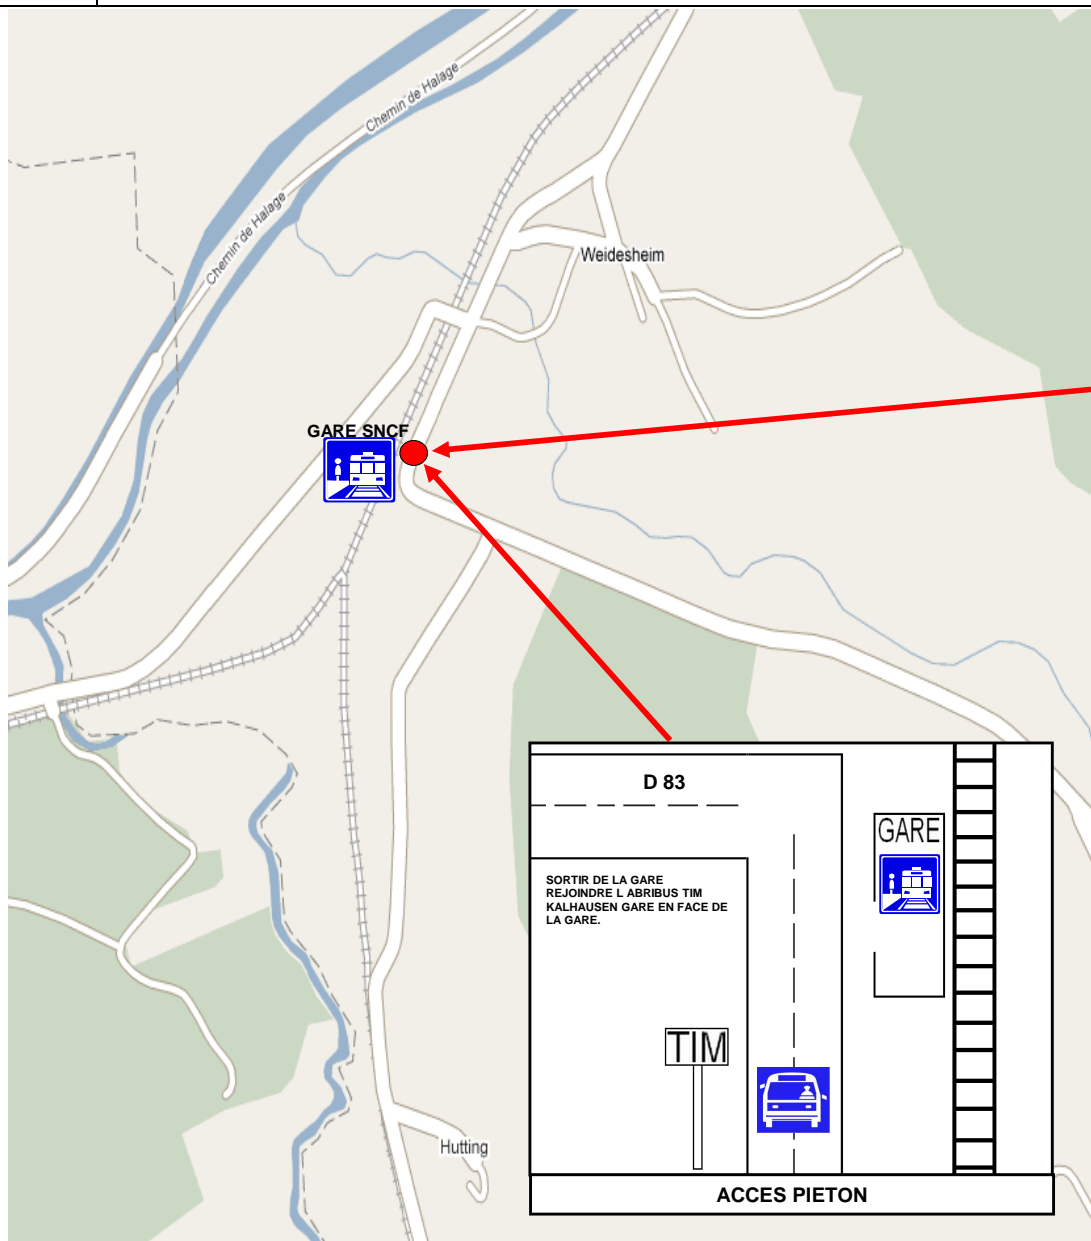 Chemin de Halage
Chemin de Halage
Weidesheim
GARE SNCF
D 83
GARE
SORTIR DE LA GARE
REJOINDRE L ABRIBUS TIM
KALHAUSEN GARE EN FACE DE
LA GARE.
TIM
Hutting
ACCES PIETON